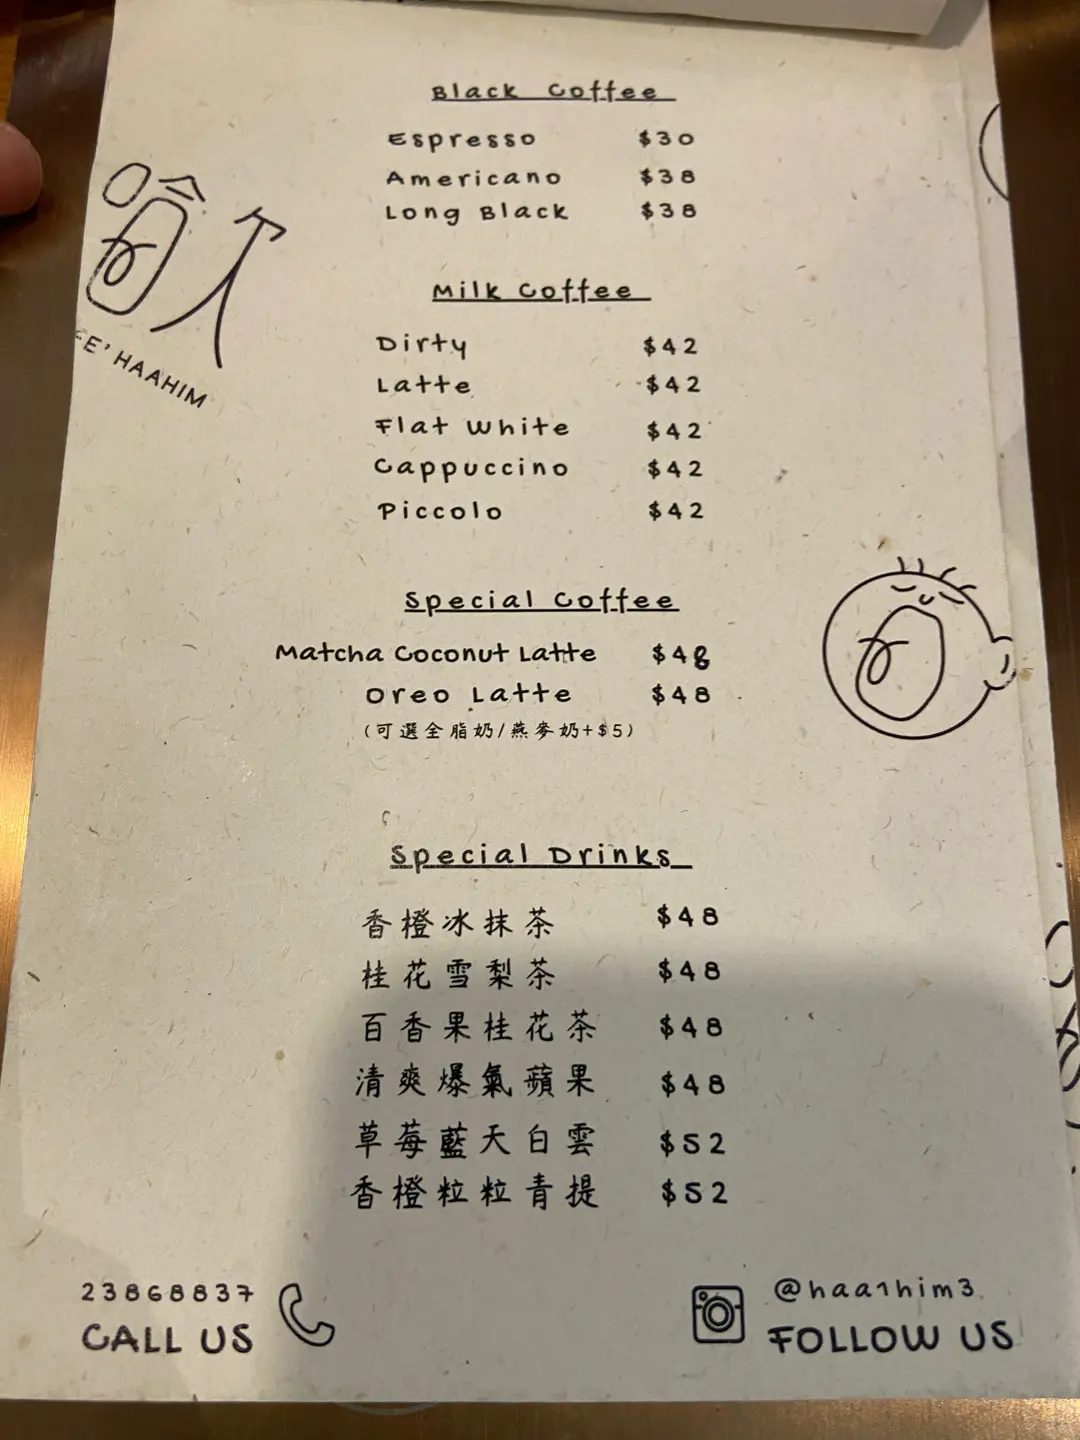 Black Coffee
Espresso $30
Americano $38
Long Black $38
哈
E' HAAHIM
Milk Coffee
Dirty $42
Latte $42
Flat White $42
Cappuccino $42
Piccolo $42
Special Coffee
Matcha Coconut Latte $48
Oreo Latte $48
(可選全脂奶/燕麥奶+$5)
Special Drinks
香橙冰抹茶 $48
桂花雪梨茶 $48
百香果桂花茶 $48
清爽爆氣蘋果 $48
草莓藍天白雲 $52
香橙粒粒青提 $52
23868837
CALL US
@haa1him3
FOLLOW US